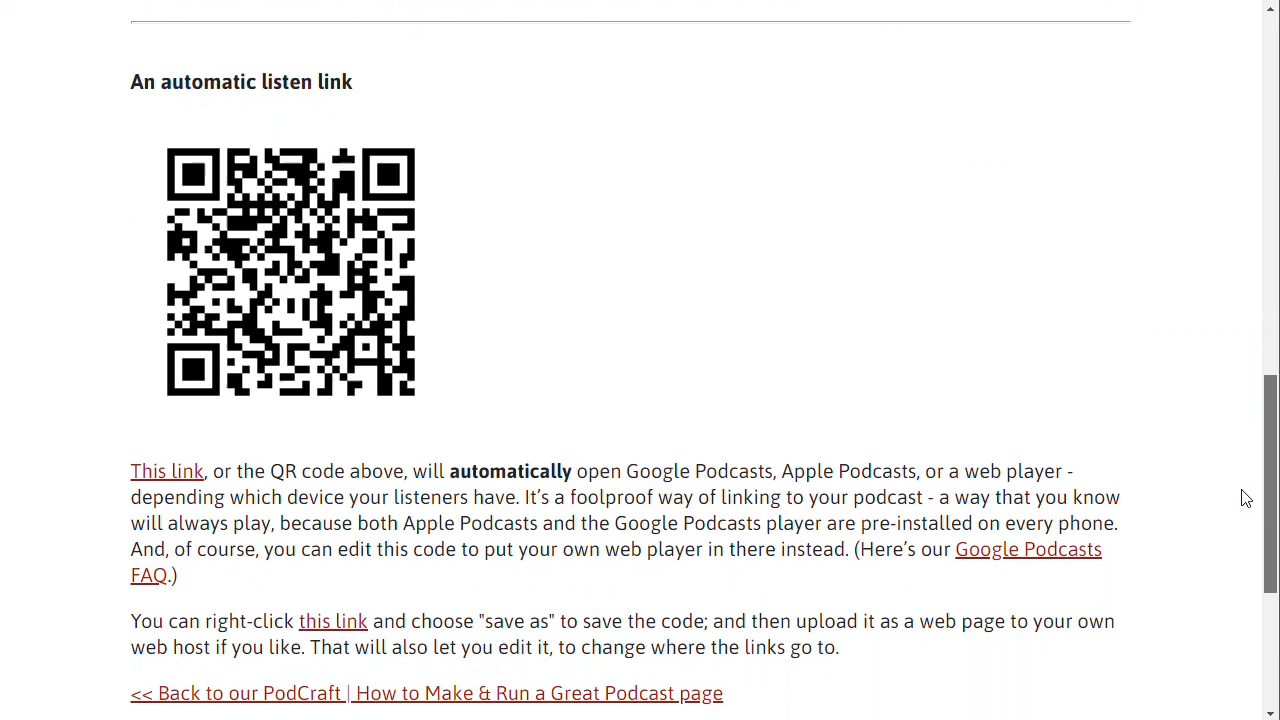 An automatic listen link
This link, or the QR code above, will automatically open Google Podcasts, Apple Podcasts, or a web player -
depending which device your listeners have. It’s a foolproof way of linking to your podcast - a way that you know
will always play, because both Apple Podcasts and the Google Podcasts player are pre-installed on every phone.
And, of course, you can edit this code to put your own web player in there instead. (Here’s our Google Podcasts
FAQ.)
You can right-click this link and choose "save as" to save the code; and then upload it as a web page to your own
web host if you like. That will also let you edit it, to change where the links go to.
<< Back to our PodCraft | How to Make & Run a Great Podcast page